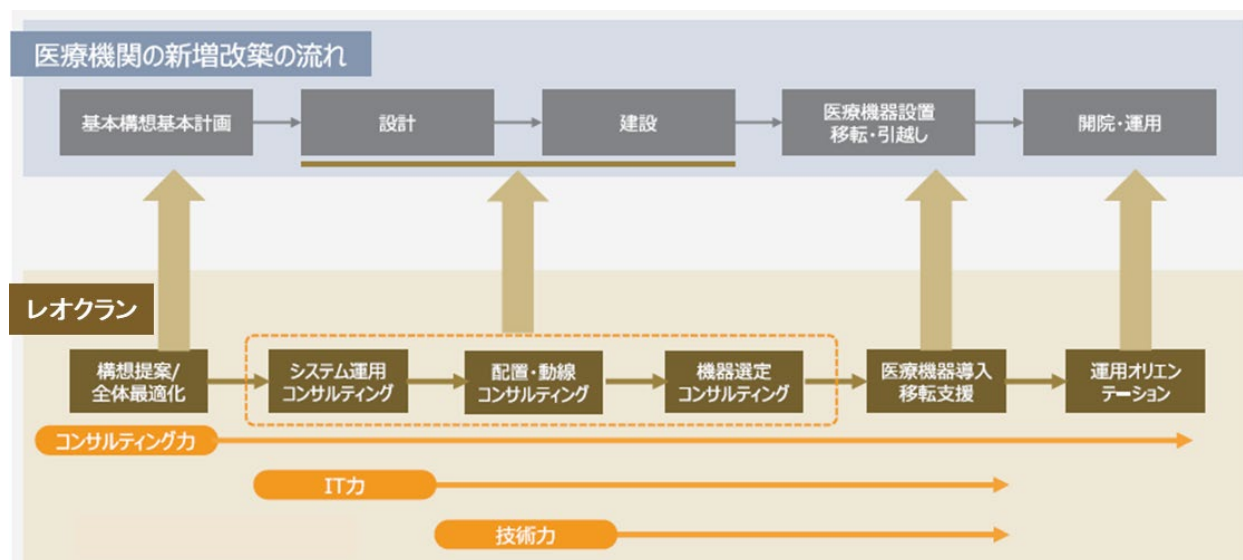 医療機関の新増改築の流れ
基本構想基本計画
設計
建設
医療機器設置
移転・引越し
開院・運用
レオクラン
構想提案/
全体最適化
システム運用
コンサルティング
配置・動線
コンサルティング
機器選定
コンサルティング
医療機器導入
移転支援
運用オリエン
テーション
コンサルティング力
IT力
技術力